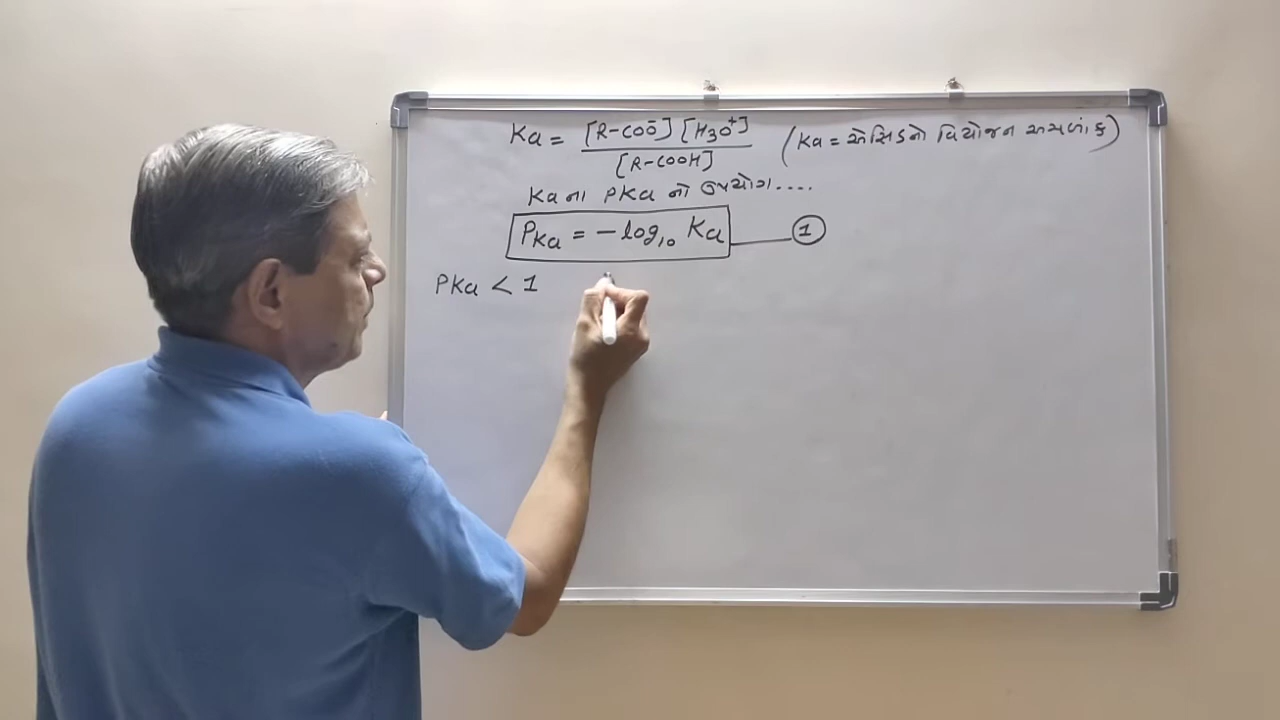 Ka = [R-COO⁻] [H₃O⁺] / [R-COOH] (Ka = એસિડનો વિયોજન અચળાંક)
Ka ના PKa નો ઉપયોગ....
PKa = -log₁₀ Ka ①
PKa < 1